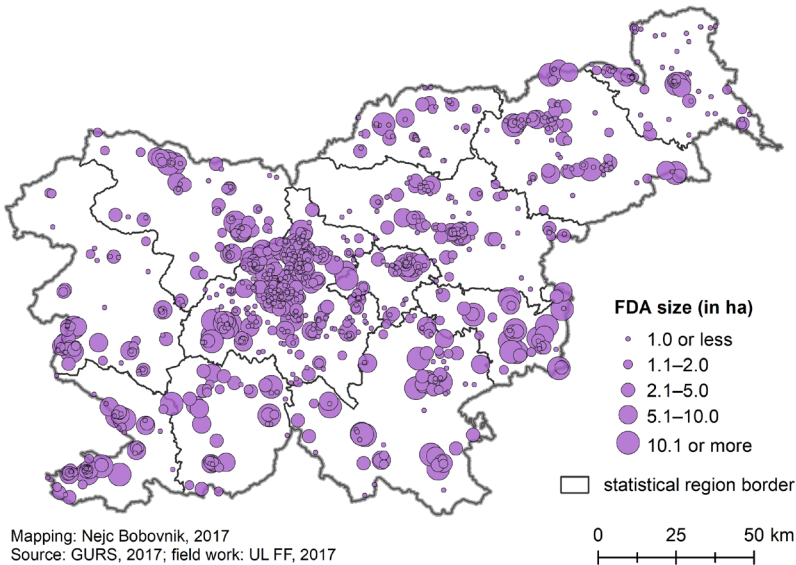 FDA size (in ha)
1.0 or less
1.1–2.0
2.1–5.0
5.1–10.0
10.1 or more
statistical region border
Mapping: Nejc Bobovnik, 2017
Source: GURS, 2017; field work: UL FF, 2017
0 25 50 km